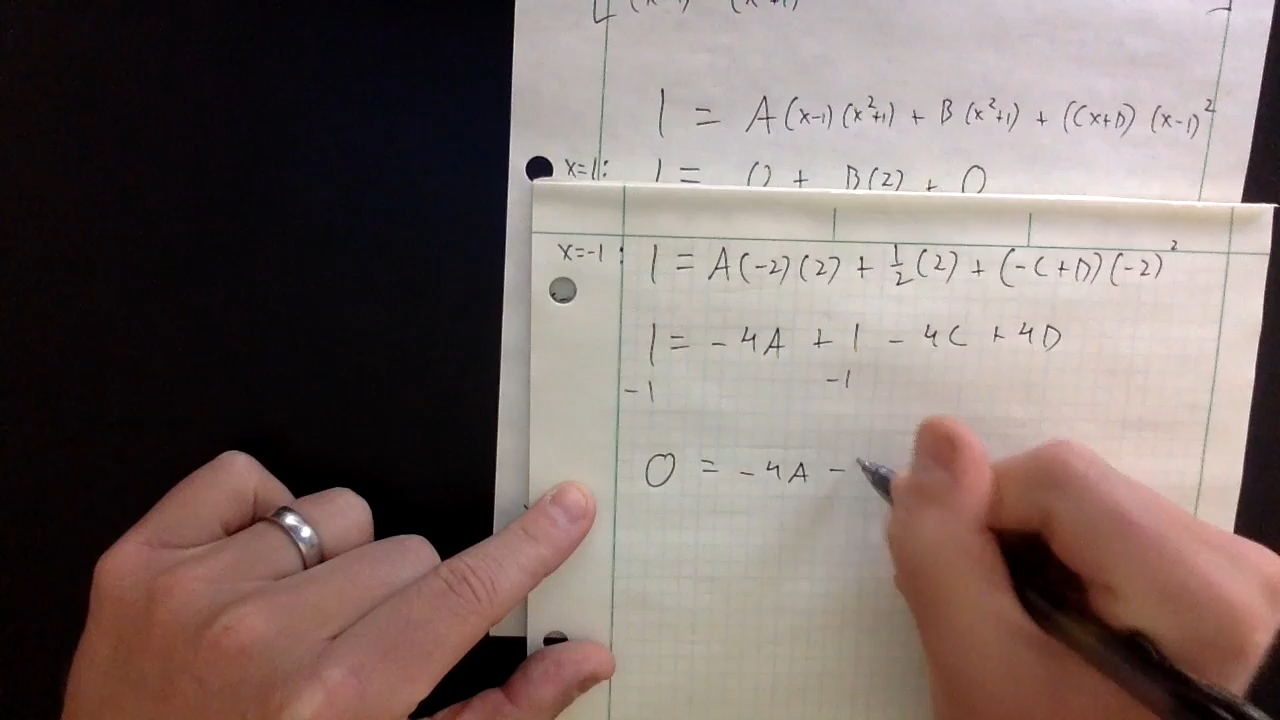 1 = A(x-1)(x²+1) + B(x²+1) + (Cx+D)(x-1)²
x=1: 1 = 0 + B(2) + 0
x=-1: 1 = A(-2)(2) + ½(2) + (-C+D)(-2)²
1 = -4A + 1 - 4C + 4D
-1 -1
0 = -4A -